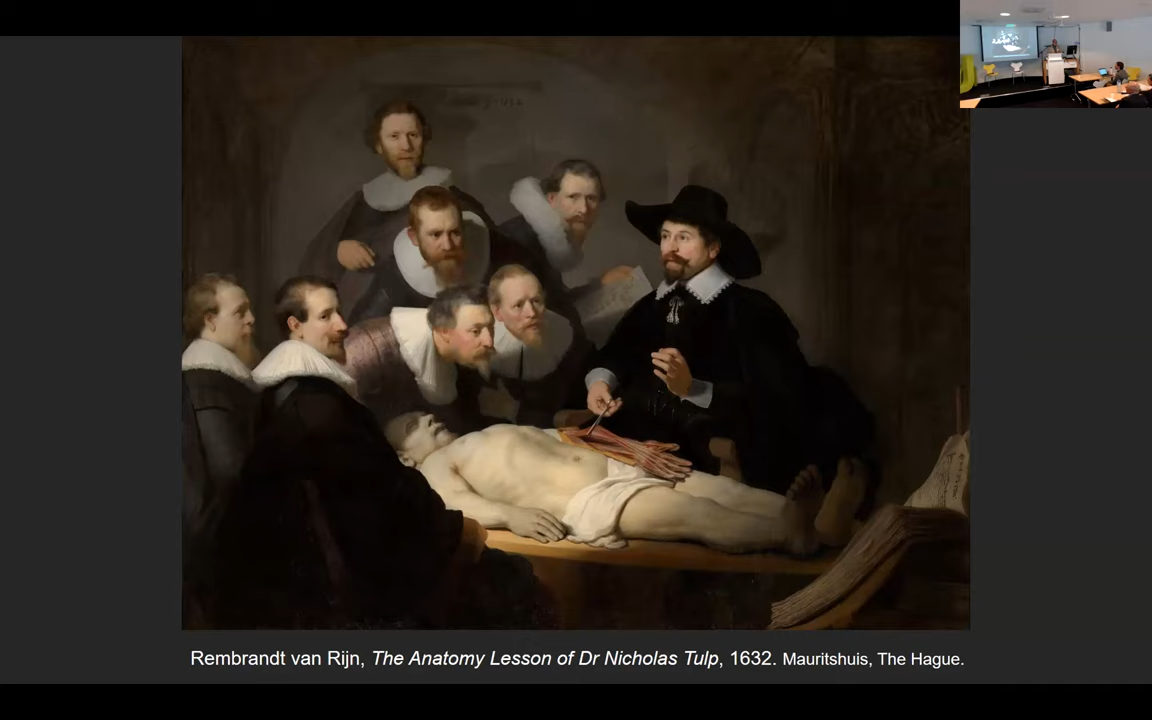 Rembrandt van Rijn, The Anatomy Lesson of Dr Nicholas Tulp, 1632. Mauritshuis, The Hague.